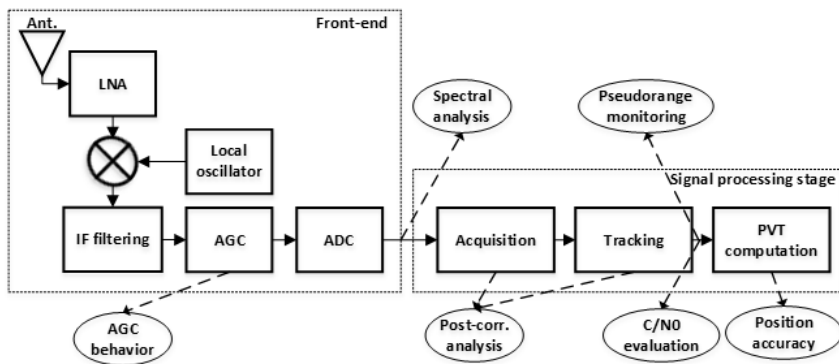 Ant.
Front-end
LNA
Local
oscillator
IF filtering
AGC
ADC
AGC
behavior
Spectral
analysis
Pseudorange
monitoring
Signal processing stage
Acquisition
Tracking
PVT
computation
Post-corr.
analysis
C/N0
evaluation
Position
accuracy